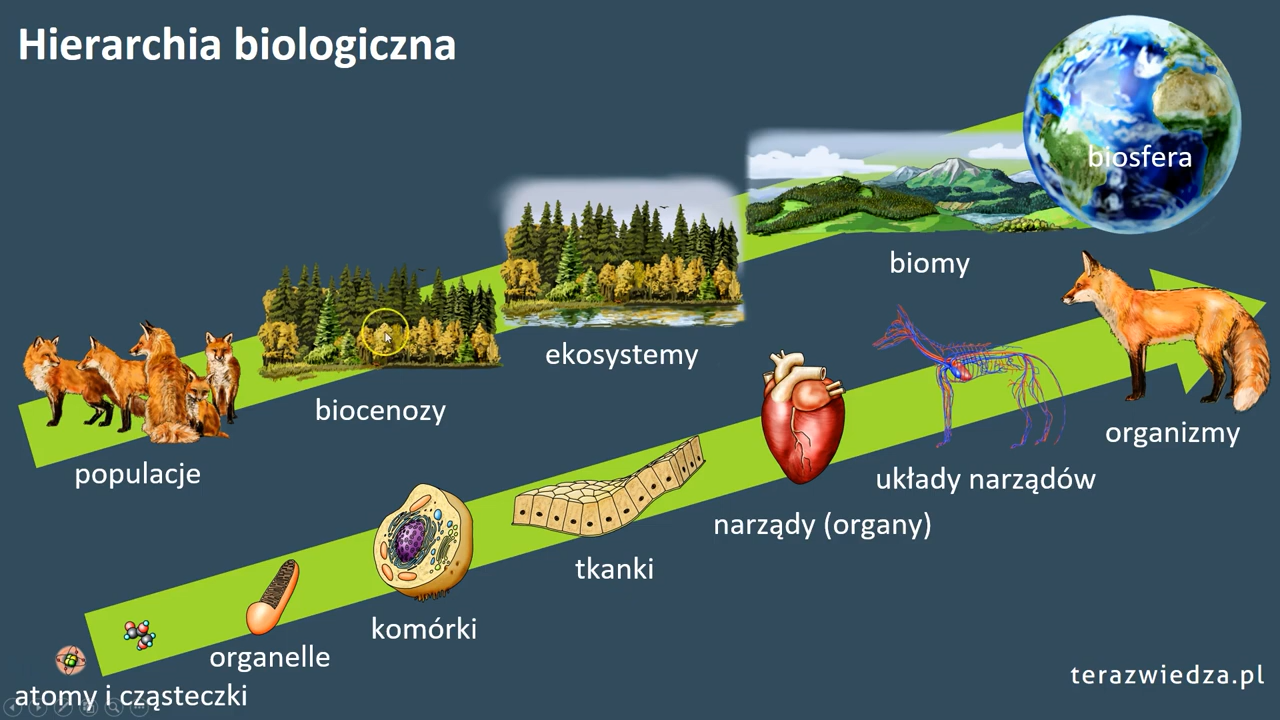 Hierarchia biologiczna
biosfera
biomy
ekosystemy
biocenozy
populacje
organizmy
układy narządów
narządy (organy)
tkanki
komórki
organelle
atomy i cząsteczki
terazwiedza.pl